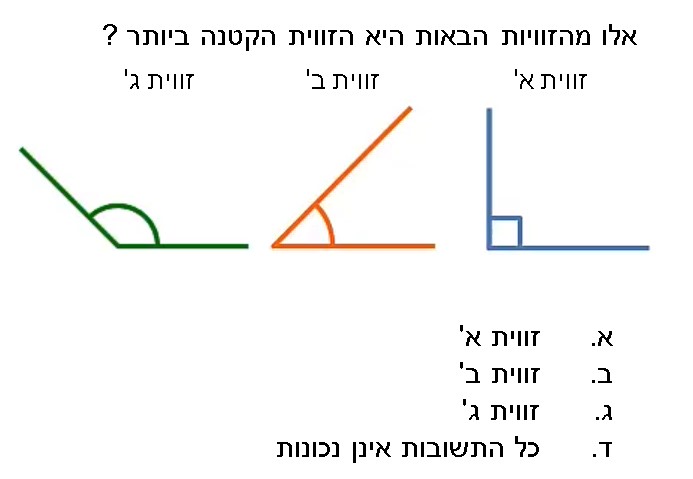 אלו מהזוויות הבאות היא הזווית הקטנה ביותר ?
זווית א' זווית ב' זווית ג'
א. זווית א'
ב. זווית ב'
ג. זווית ג'
ד. כל התשובות אינן נכונות